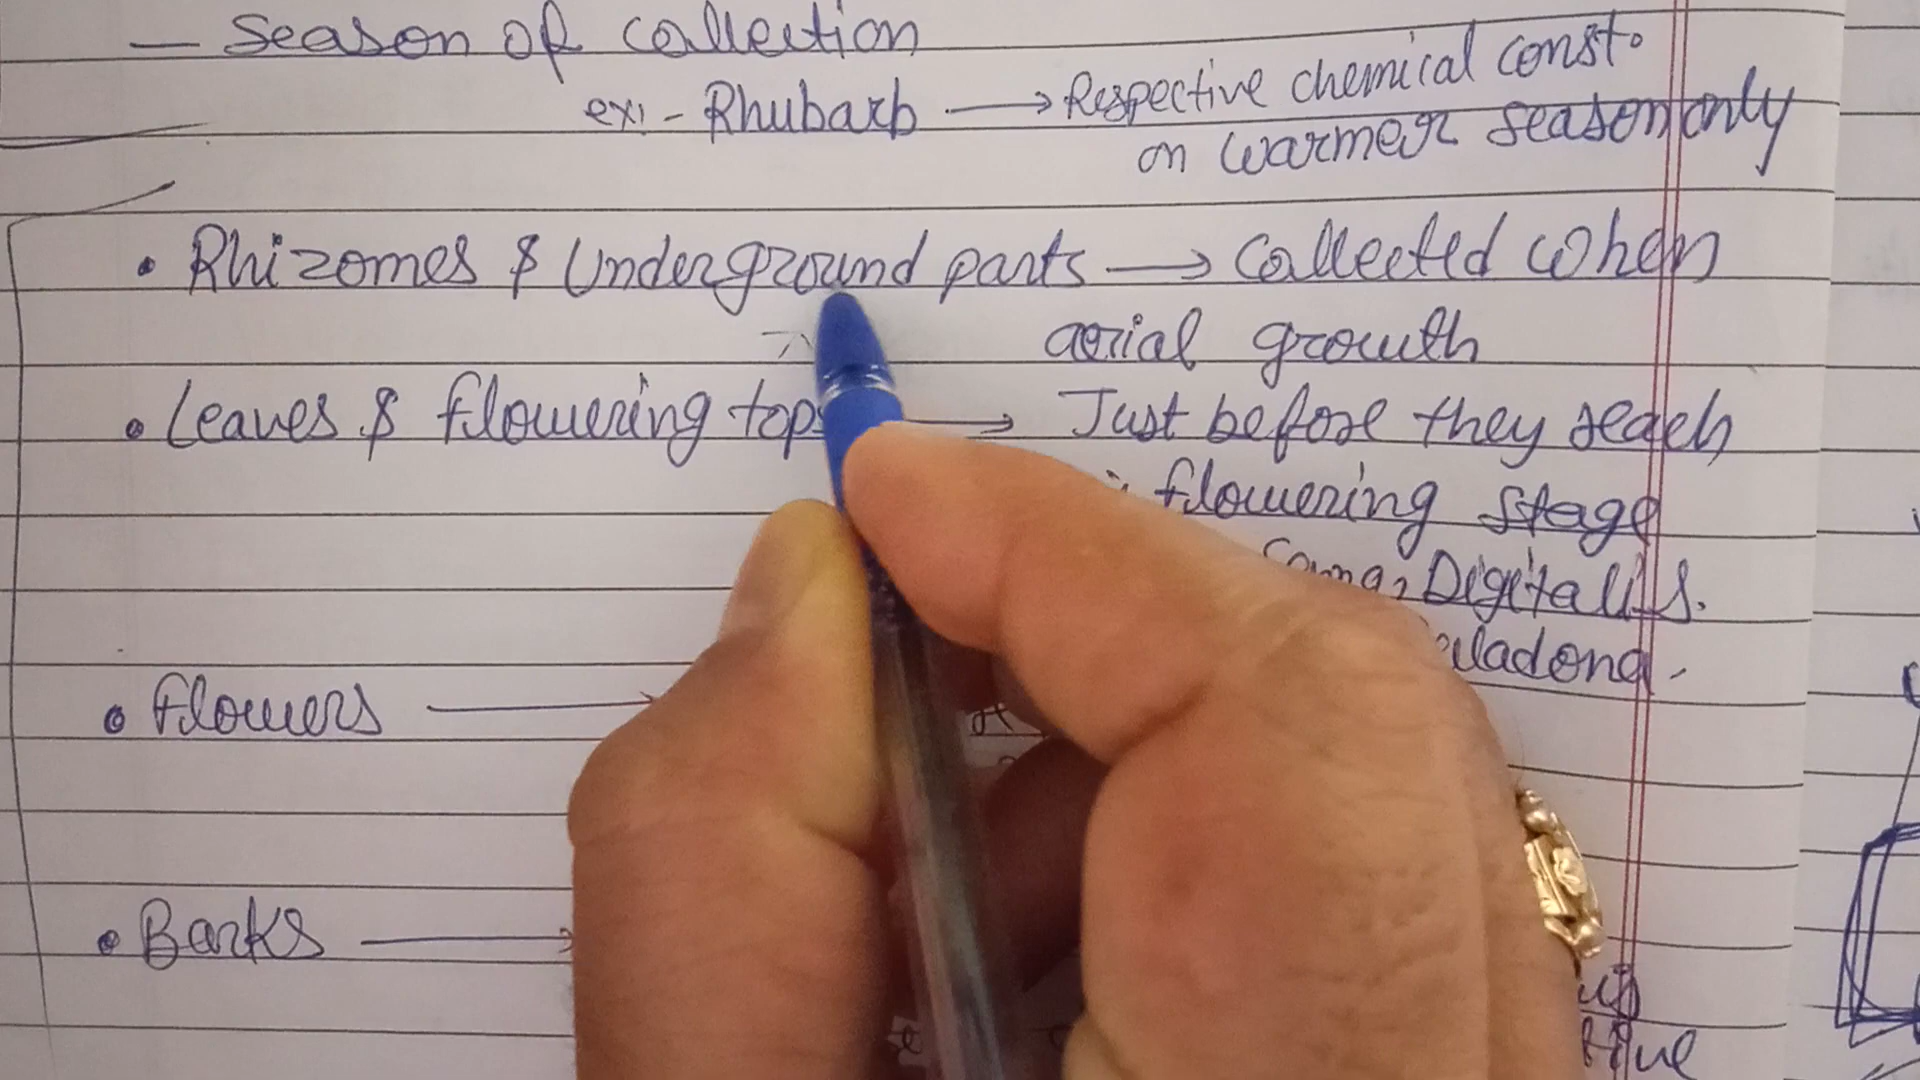 — Season of collection
ex:- Rhubarb → Respective chemical const.
on warmer season only
• Rhizomes & Underground parts → Collected when
aerial growth
• Leaves & flowering tops → Just before they reach
flowering stage
Digitalis.
• Flowers →
• Barks →